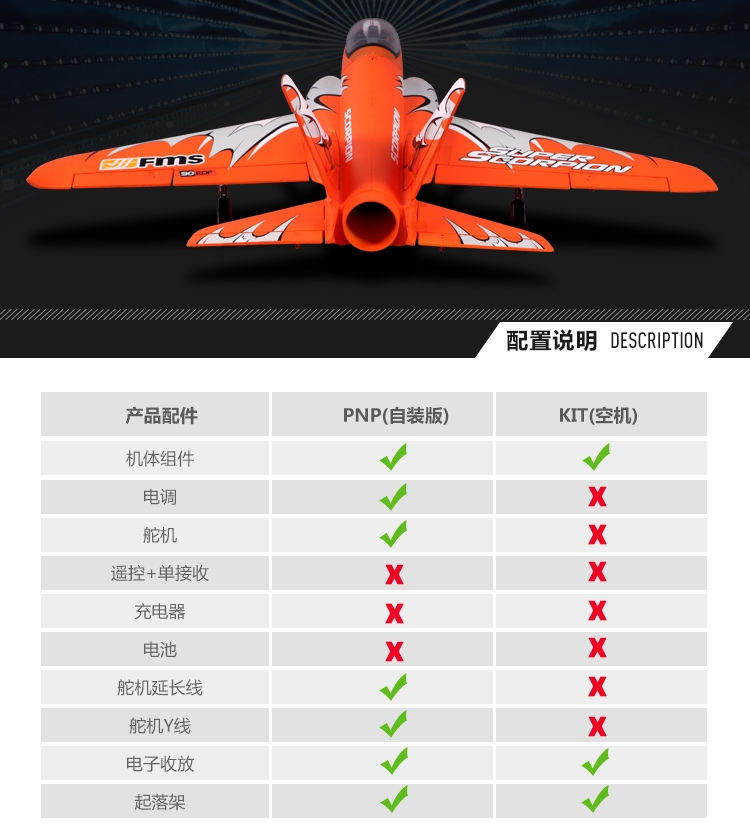 SCORPION
SCORPION
FMS
90 EDF
SUPER
SCORPION
配置说明 DESCRIPTION
产品配件 PNP(自装版) KIT(空机)
机体组件
电调
舵机
遥控+单接收
充电器
电池
舵机延长线
舵机Y线
电子收放
起落架